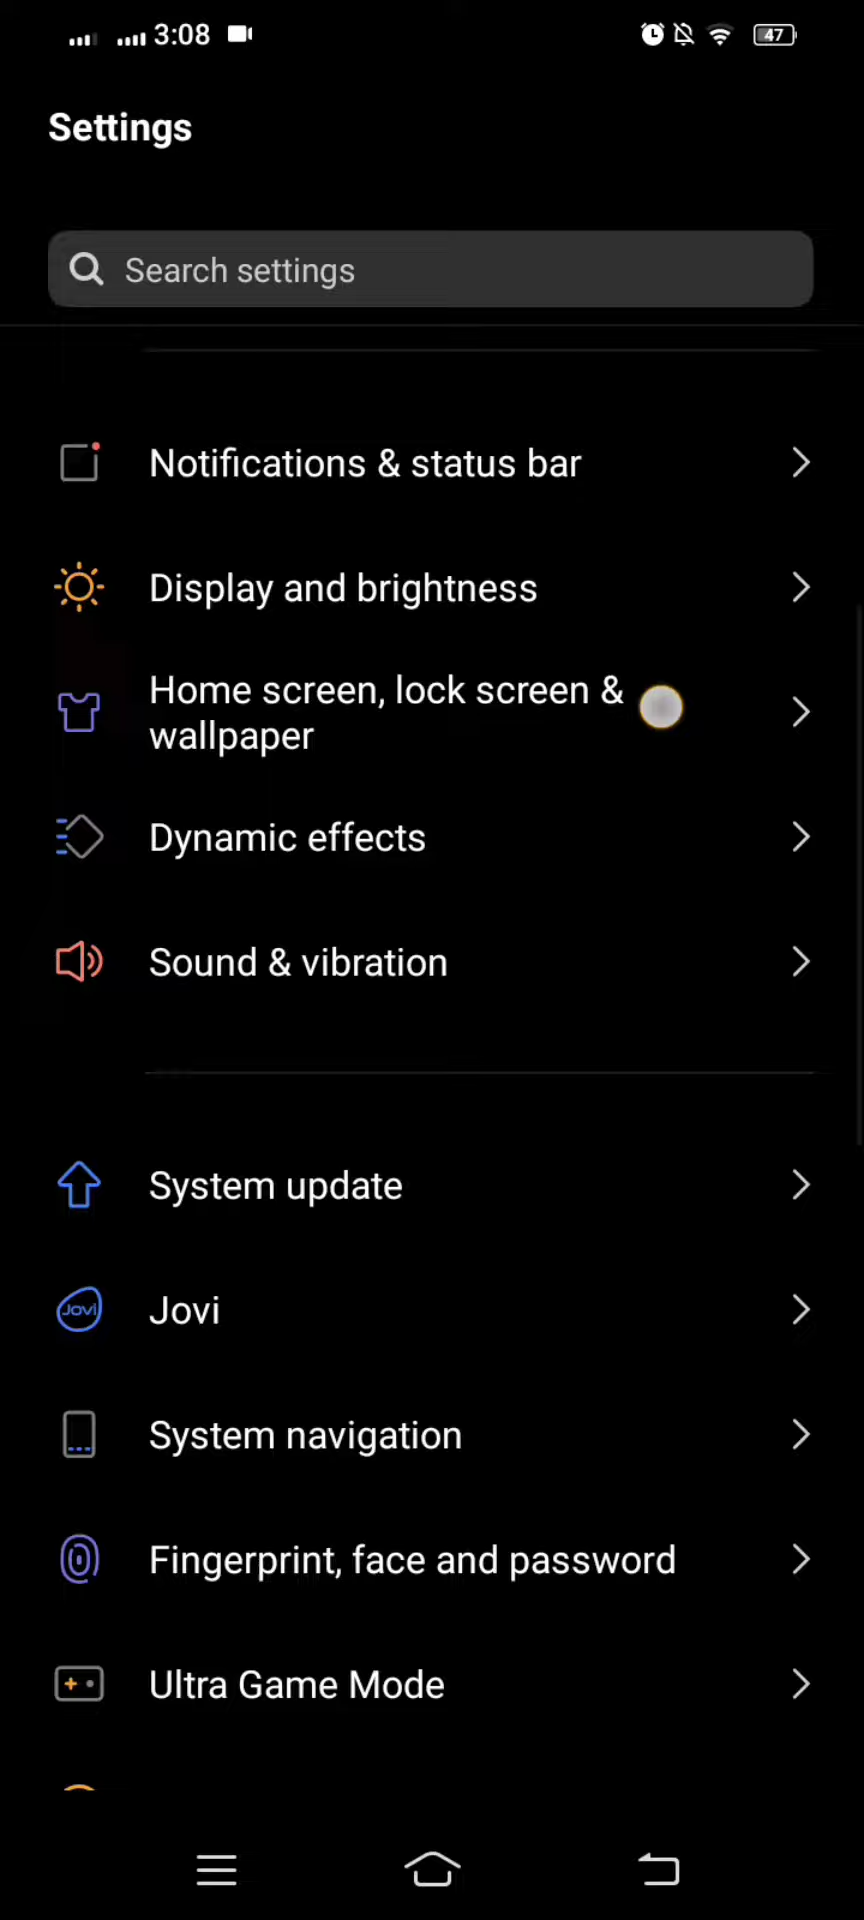 3:08
47
Settings
Search settings
Notifications & status bar
Display and brightness
Home screen, lock screen &
wallpaper
Dynamic effects
Sound & vibration
System update
Jovi
Jovi
System navigation
Fingerprint, face and password
Ultra Game Mode